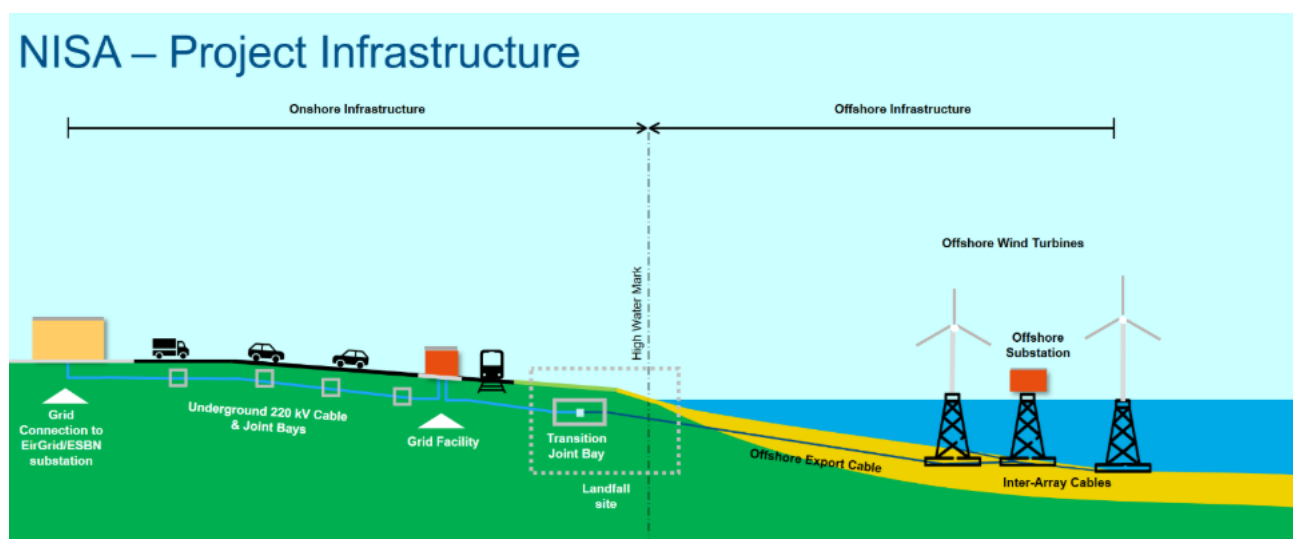 NISA – Project Infrastructure
Onshore Infrastructure
Offshore Infrastructure
High Water Mark
Offshore Wind Turbines
Offshore
Substation
Grid
Connection to
EirGrid/ESBN
substation
Underground 220 kV Cable
& Joint Bays
Grid Facility
Transition
Joint Bay
Landfall
site
Offshore Export Cable
Inter-Array Cables